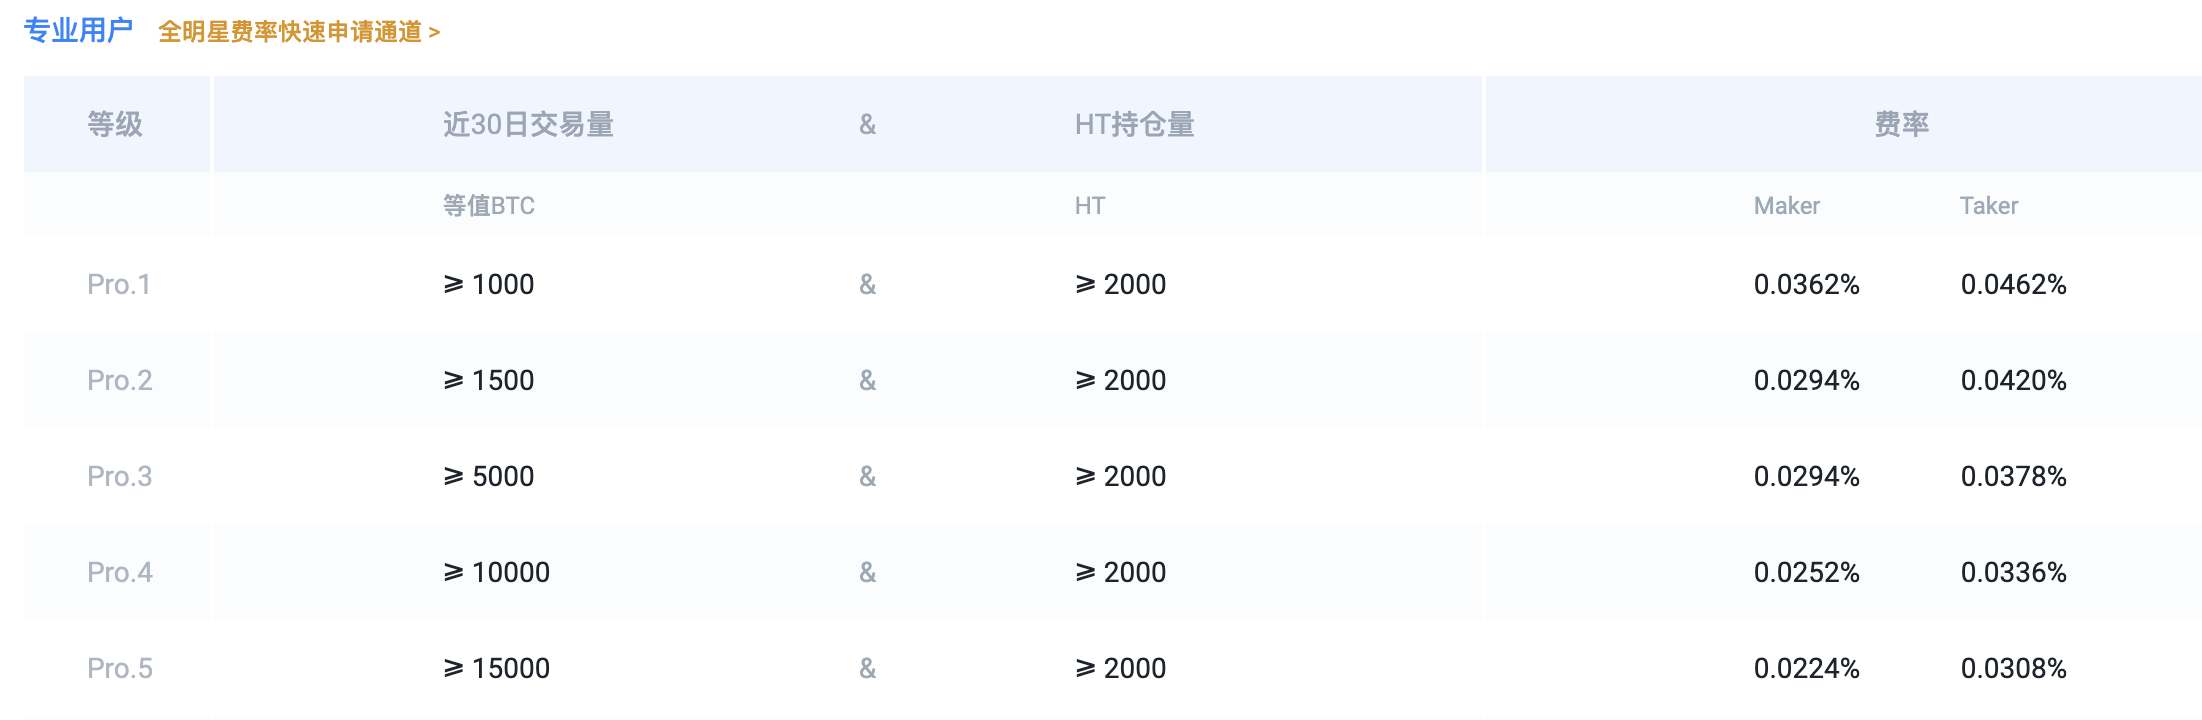 专业用户 全明星费率快速申请通道 >
等级 近30日交易量 & HT持仓量 费率
等值BTC HT Maker Taker
Pro.1 ⩾ 1000 & ⩾ 2000 0.0362% 0.0462%
Pro.2 ⩾ 1500 & ⩾ 2000 0.0294% 0.0420%
Pro.3 ⩾ 5000 & ⩾ 2000 0.0294% 0.0378%
Pro.4 ⩾ 10000 & ⩾ 2000 0.0252% 0.0336%
Pro.5 ⩾ 15000 & ⩾ 2000 0.0224% 0.0308%